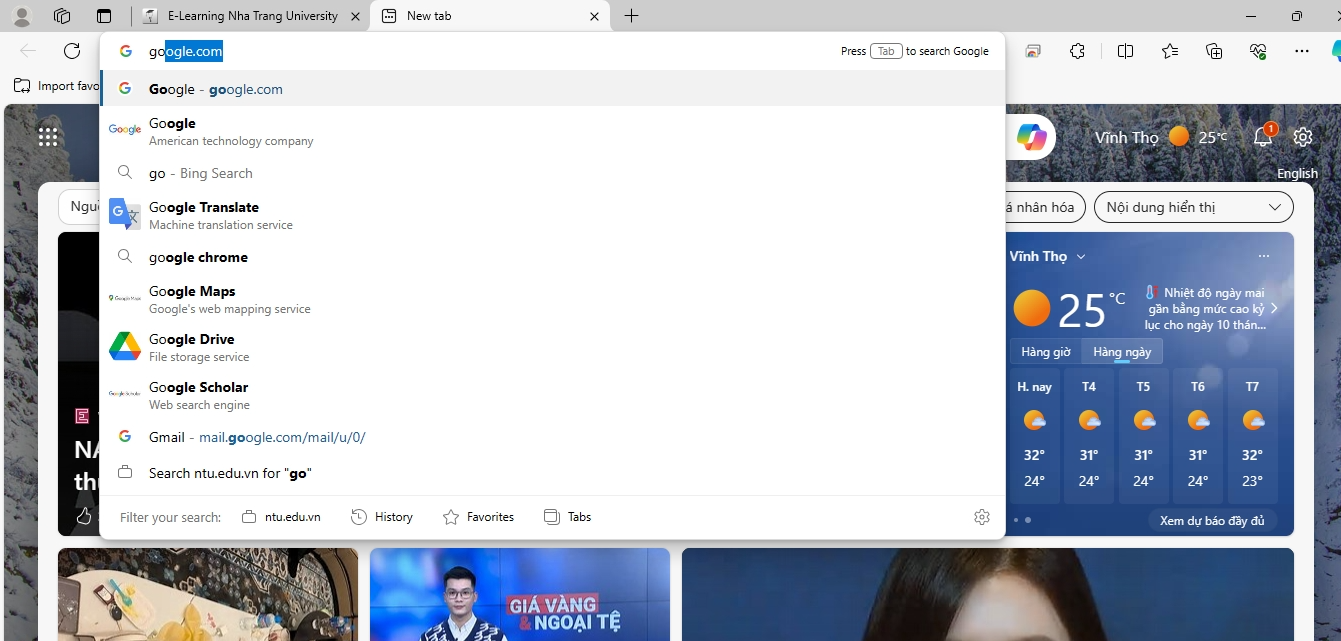 E-Learning Nha Trang University
New tab
google.com
Press Tab to search Google
Import favo
Google - google.com
Google
Google
American technology company
go - Bing Search
Google Translate
Machine translation service
google chrome
Google Maps
Google Maps
Google's web mapping service
Google Drive
File storage service
Google Scholar
Google Scholar
Web search engine
Gmail - mail.google.com/mail/u/0/
Search ntu.edu.vn for "go"
Filter your search:
ntu.edu.vn
History
Favorites
Tabs
Vĩnh Thọ
25°C
1
English
á nhân hóa
Nội dung hiển thị
Vĩnh Thọ
25 °C
Nhiệt độ ngày mai
gần bằng mức cao kỷ
lục cho ngày 10 thán...
Hàng giờ
Hàng ngày
H. nay T4 T5 T6 T7
32° 31° 31° 31° 32°
24° 24° 24° 24° 23°
Xem dự báo đầy đủ
GIÁ VÀNG
& NGOẠI TỆ